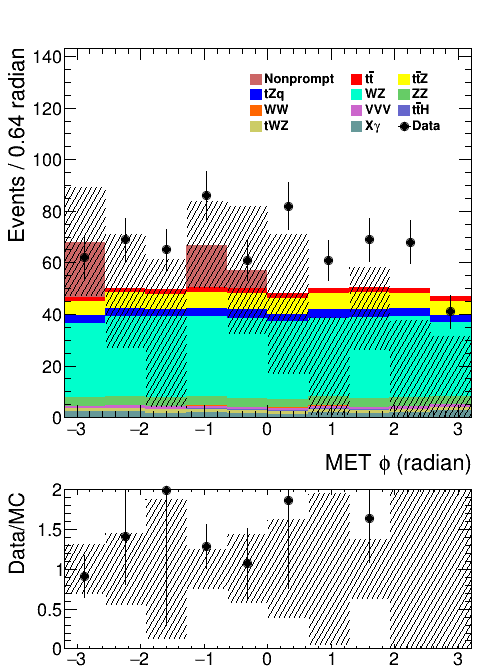 140
120
100
80
60
40
20
0
Events / 0.64 radian
Nonprompt tt̄ tt̄Z
tZq WZ ZZ
WW VVV tt̄H
tWZ Xγ Data
−3 −2 −1 0 1 2 3
MET ϕ (radian)
2
1.5
1
0.5
0
Data/MC
−3 −2 −1 0 1 2 3